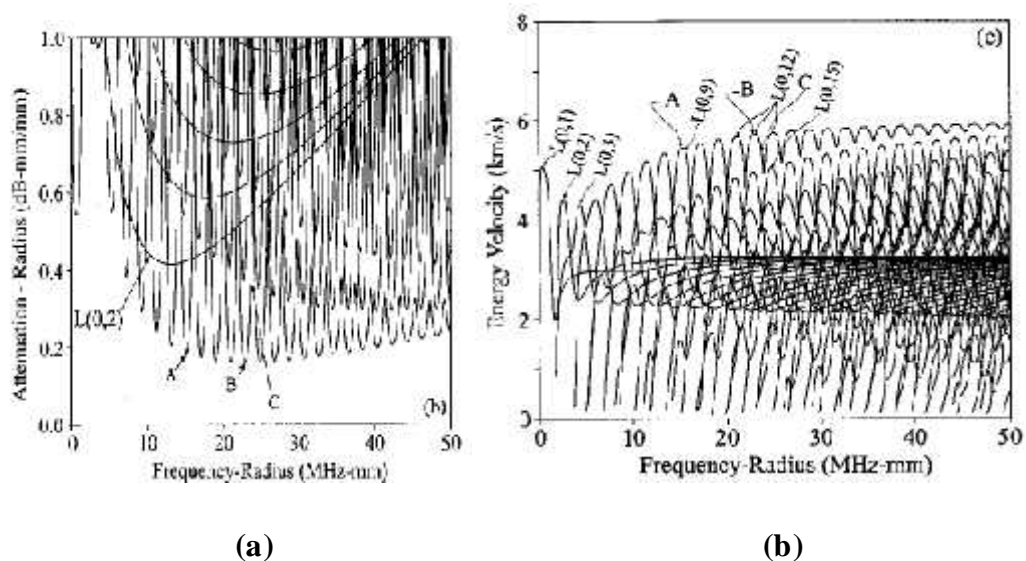 1.0
0.8
0.6
0.4
0.2
0.0
Attenuation - Radius (dB-mm/mm)
L(0,2)
A
B
C
(b)
0 10 20 30 40 50
Frequency-Radius (MHz-mm)
(a)
8
6
4
2
0
Energy Velocity (km/s)
(c)
L(0,1)
L(0,2)
L(0,3)
A
L(0,9)
B
L(0,12)
C
L(0,15)
0 10 20 30 40 50
Frequency-Radius (MHz-mm)
(b)